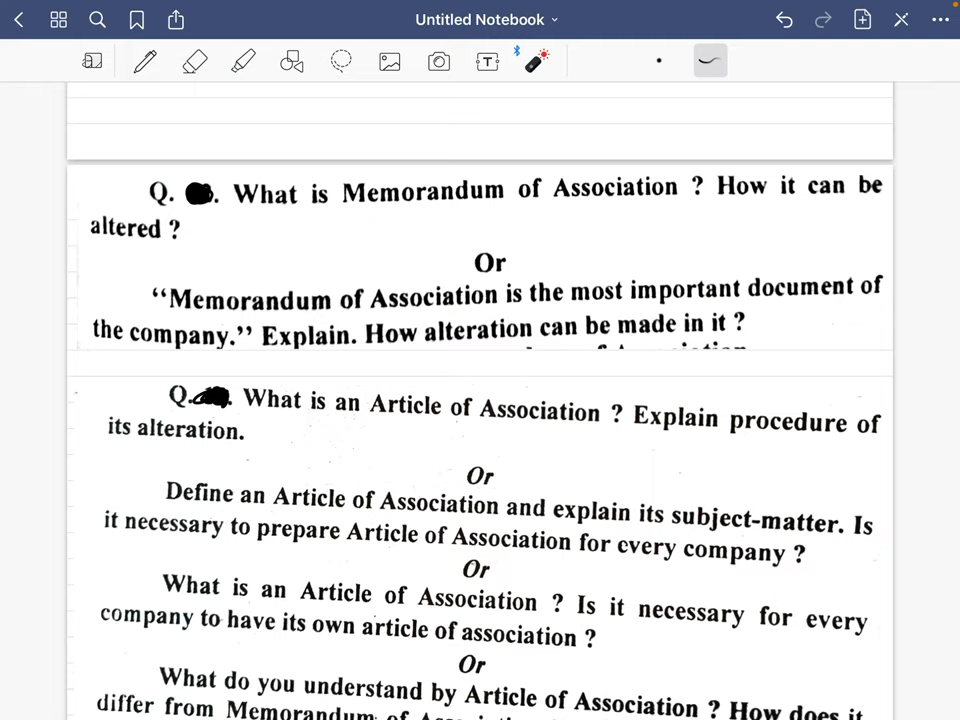 Untitled Notebook
Q. . What is Memorandum of Association ? How it can be
altered ?
Or
“Memorandum of Association is the most important document of
the company.” Explain. How alteration can be made in it ?
Q. . What is an Article of Association ? Explain procedure of
its alteration.
Or
Define an Article of Association and explain its subject-matter. Is
it necessary to prepare Article of Association for every company ?
Or
What is an Article of Association ? Is it necessary for every
company to have its own article of association ?
Or
What do you understand by Article of Association ? How does it
differ from Memorandum of